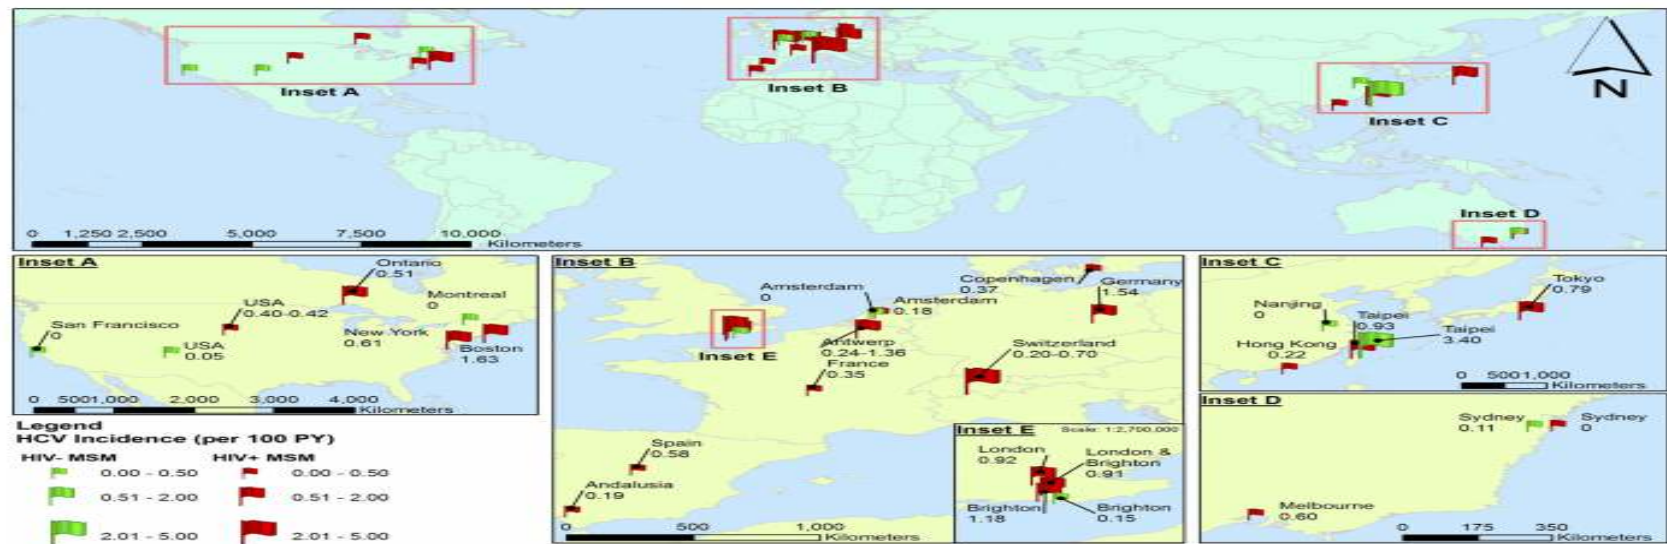 Inset A
Inset B
Inset C
Inset D
N
0 1,250 2,500 5,000 7,500 10,000
Kilometers
Inset A
Ontario
0.51
USA
0.40-0.42
Montreal
0
San Francisco
0
New York
0.61
USA
0.05
Boston
1.63
0 5001,000 2,000 3,000 4,000
Kilometers
Legend
HCV Incidence (per 100 PY)
HIV- MSM HIV+ MSM
0.00 - 0.50 0.00 - 0.50
0.51 - 2.00 0.51 - 2.00
2.01 - 5.00 2.01 - 5.00
Inset B
Copenhagen
0.37
Germany
1.54
Amsterdam
0
Amsterdam
0.18
Inset E
Antwerp
0.24-1.36
Switzerland
0.20-0.70
France
0.35
Spain
0.58
Andalusia
0.19
0 500 1,000
Kilometers
Inset E
Scale: 1:2,700,000
London
0.92
London &
Brighton
0.91
Brighton
1.18
Brighton
0.15
Inset C
Tokyo
0.79
Nanjing
0
Taipei
0.93
Taipei
3.40
Hong Kong
0.22
0 5001,000
Kilometers
Inset D
Sydney
0.11
Sydney
0
Melbourne
0.60
0 175 350
Kilometers